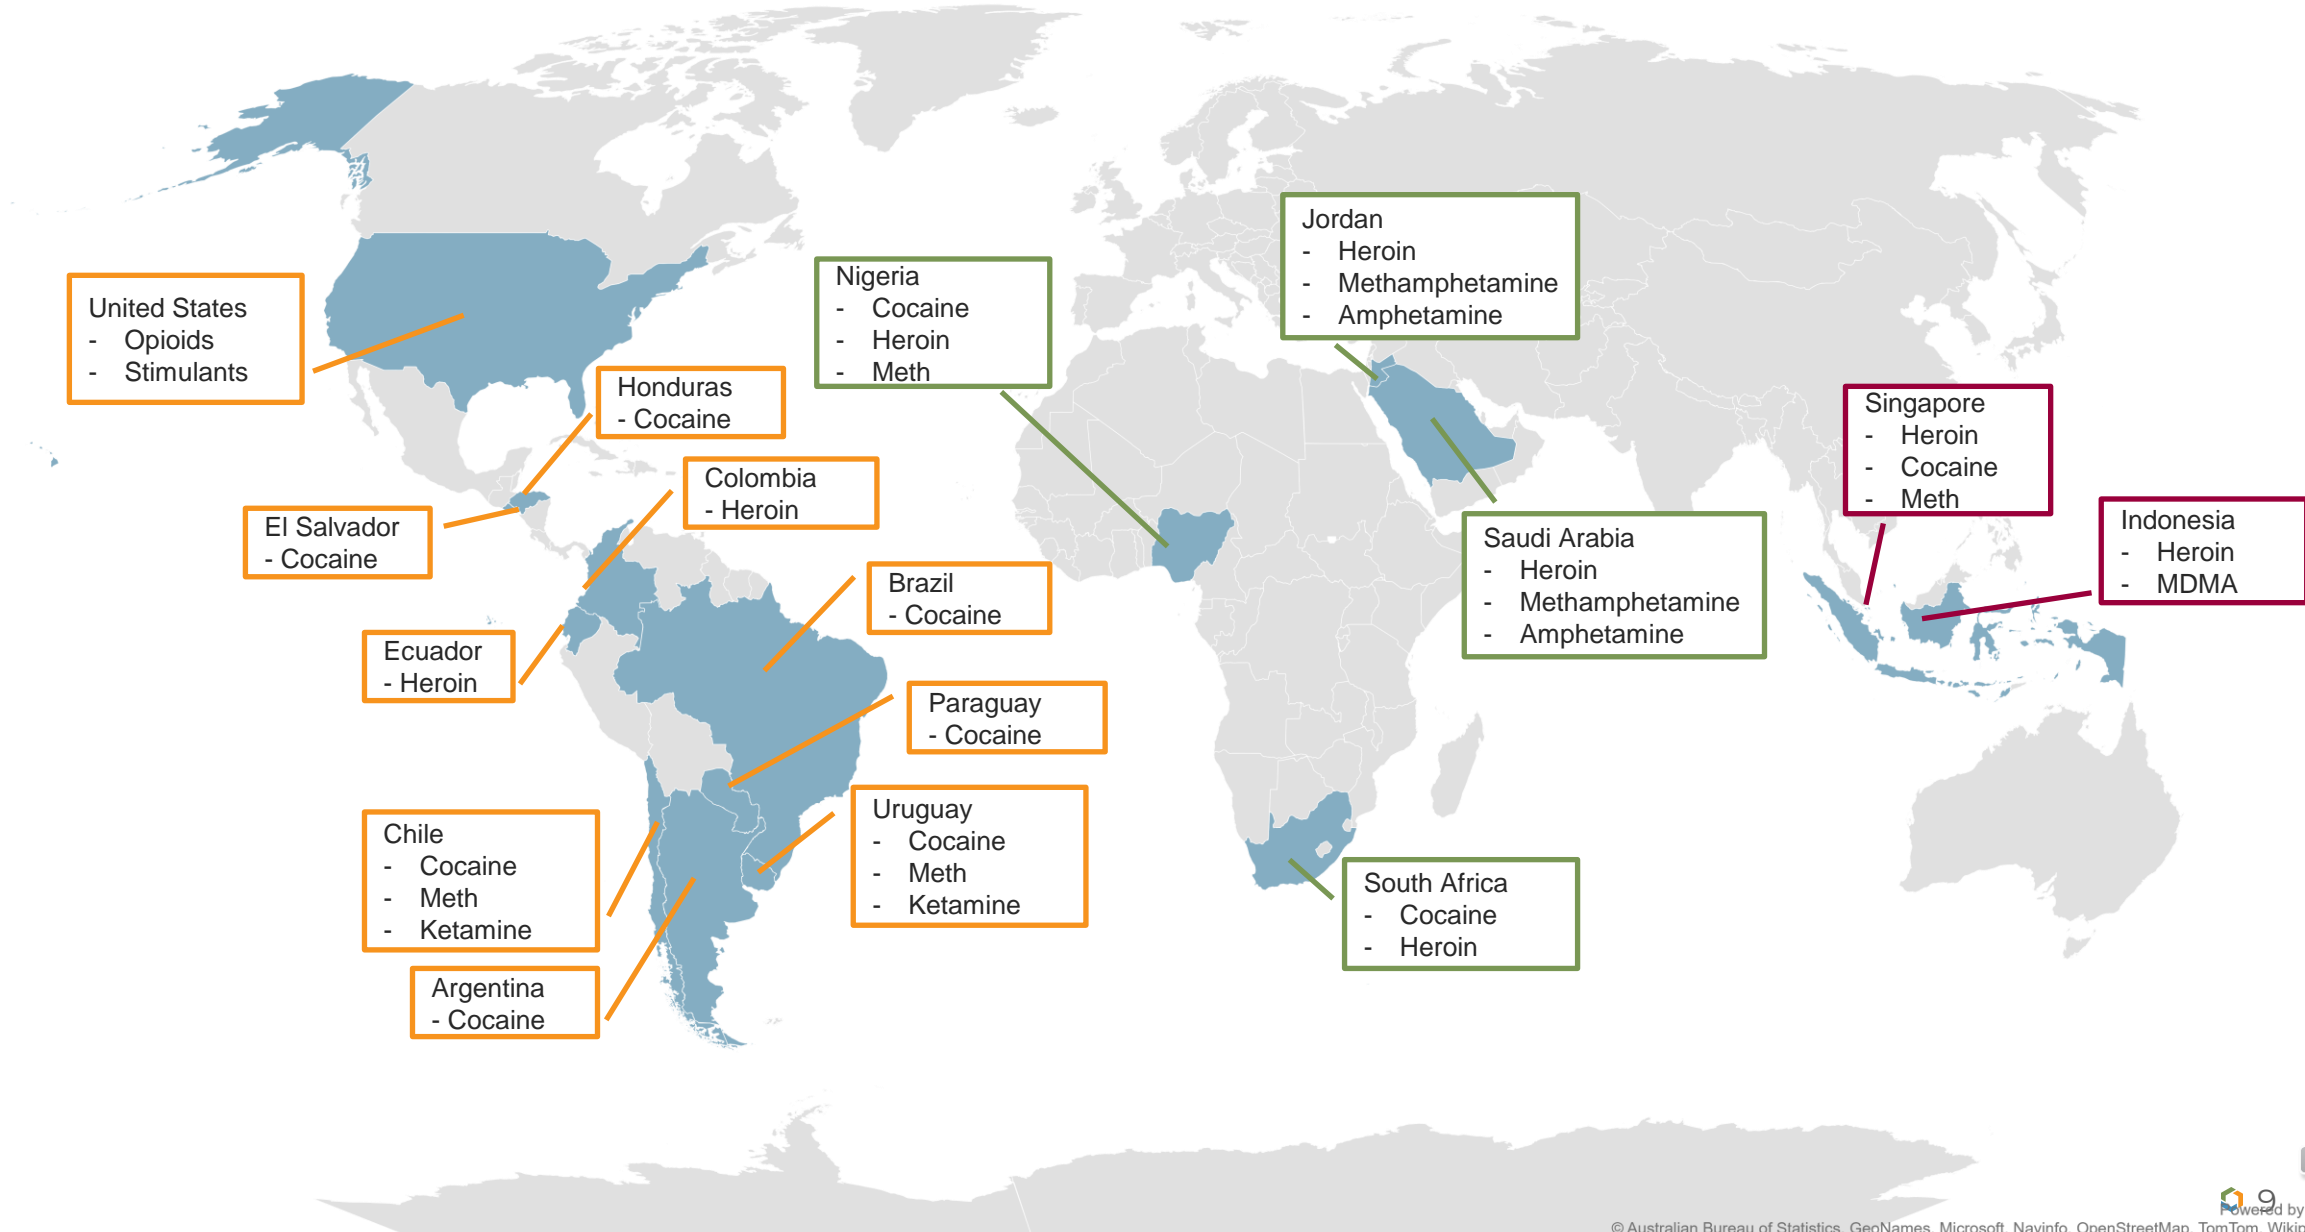 United States
- Opioids
- Stimulants
Honduras
- Cocaine
El Salvador
- Cocaine
Colombia
- Heroin
Ecuador
- Heroin
Brazil
- Cocaine
Paraguay
- Cocaine
Chile
- Cocaine
- Meth
- Ketamine
Uruguay
- Cocaine
- Meth
- Ketamine
Argentina
- Cocaine
Nigeria
- Cocaine
- Heroin
- Meth
Jordan
- Heroin
- Methamphetamine
- Amphetamine
Saudi Arabia
- Heroin
- Methamphetamine
- Amphetamine
South Africa
- Cocaine
- Heroin
Singapore
- Heroin
- Cocaine
- Meth
Indonesia
- Heroin
- MDMA
9
Powered by
© Australian Bureau of Statistics, GeoNames, Microsoft, Navinfo, OpenStreetMap, TomTom,